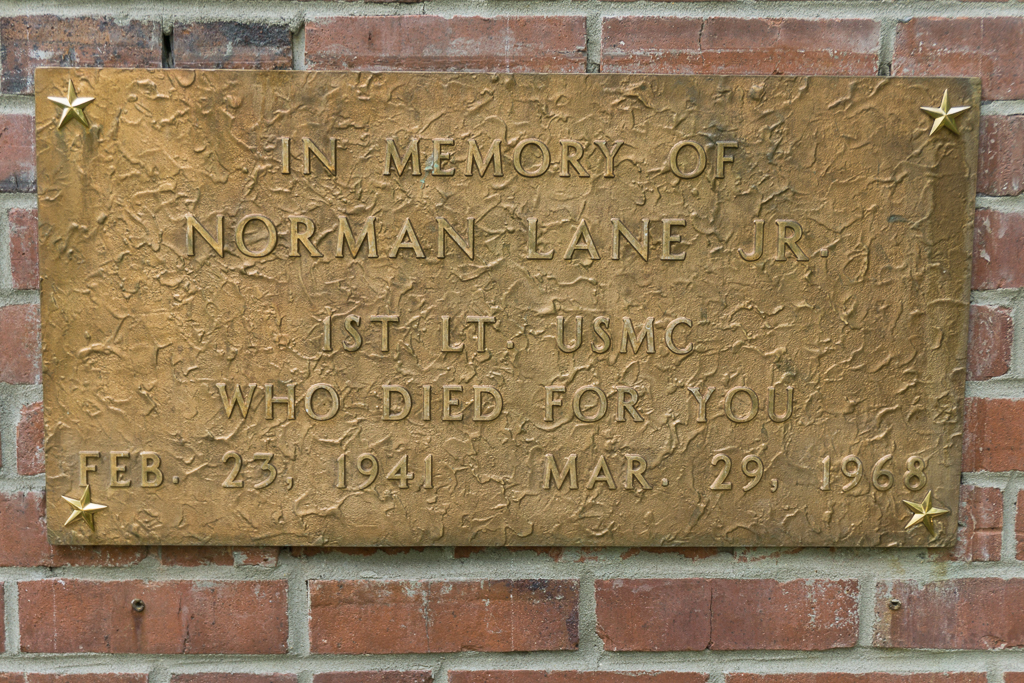 IN MEMORY OF
NORMAN LANE JR.
1ST LT. USMC
WHO DIED FOR YOU
FEB. 23, 1941 MAR. 29, 1968